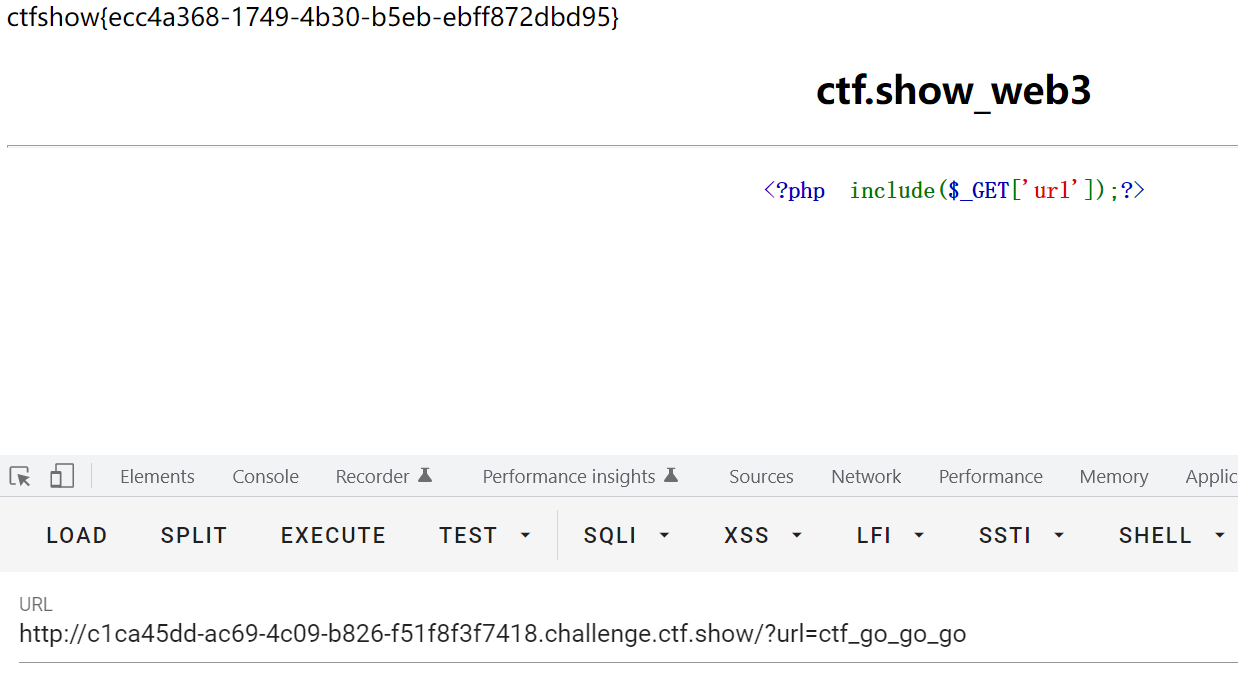 ctfshow{ecc4a368-1749-4b30-b5eb-ebff872dbd95}
ctf.show_web3
<?php  include($_GET['url']);?>
Elements Console Recorder Performance insights Sources Network Performance Memory Applic
LOAD SPLIT EXECUTE TEST SQLI XSS LFI SSTI SHELL
URL
http://c1ca45dd-ac69-4c09-b826-f51f8f3f7418.challenge.ctf.show/?url=ctf_go_go_go